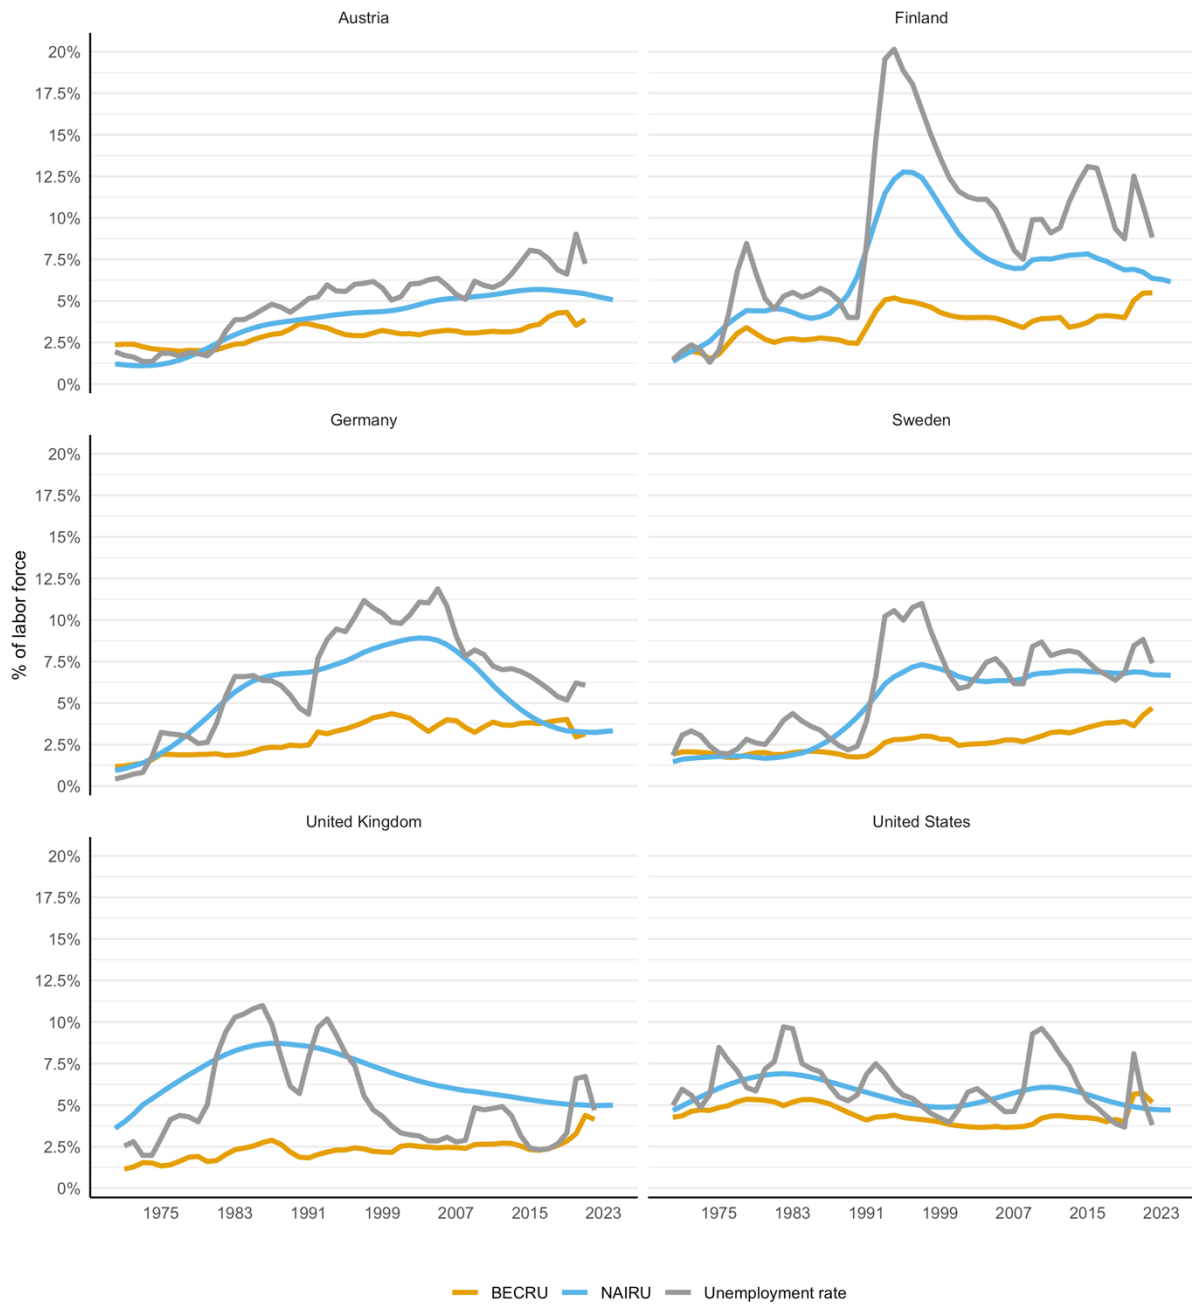 Austria
Finland
20%
17.5%
15%
12.5%
10%
7.5%
5%
2.5%
0%
Germany
Sweden
20%
17.5%
15%
12.5%
10%
7.5%
5%
2.5%
0%
% of labor force
United Kingdom
United States
20%
17.5%
15%
12.5%
10%
7.5%
5%
2.5%
0%
1975 1983 1991 1999 2007 2015 2023
1975 1983 1991 1999 2007 2015 2023
BECRU NAIRU Unemployment rate